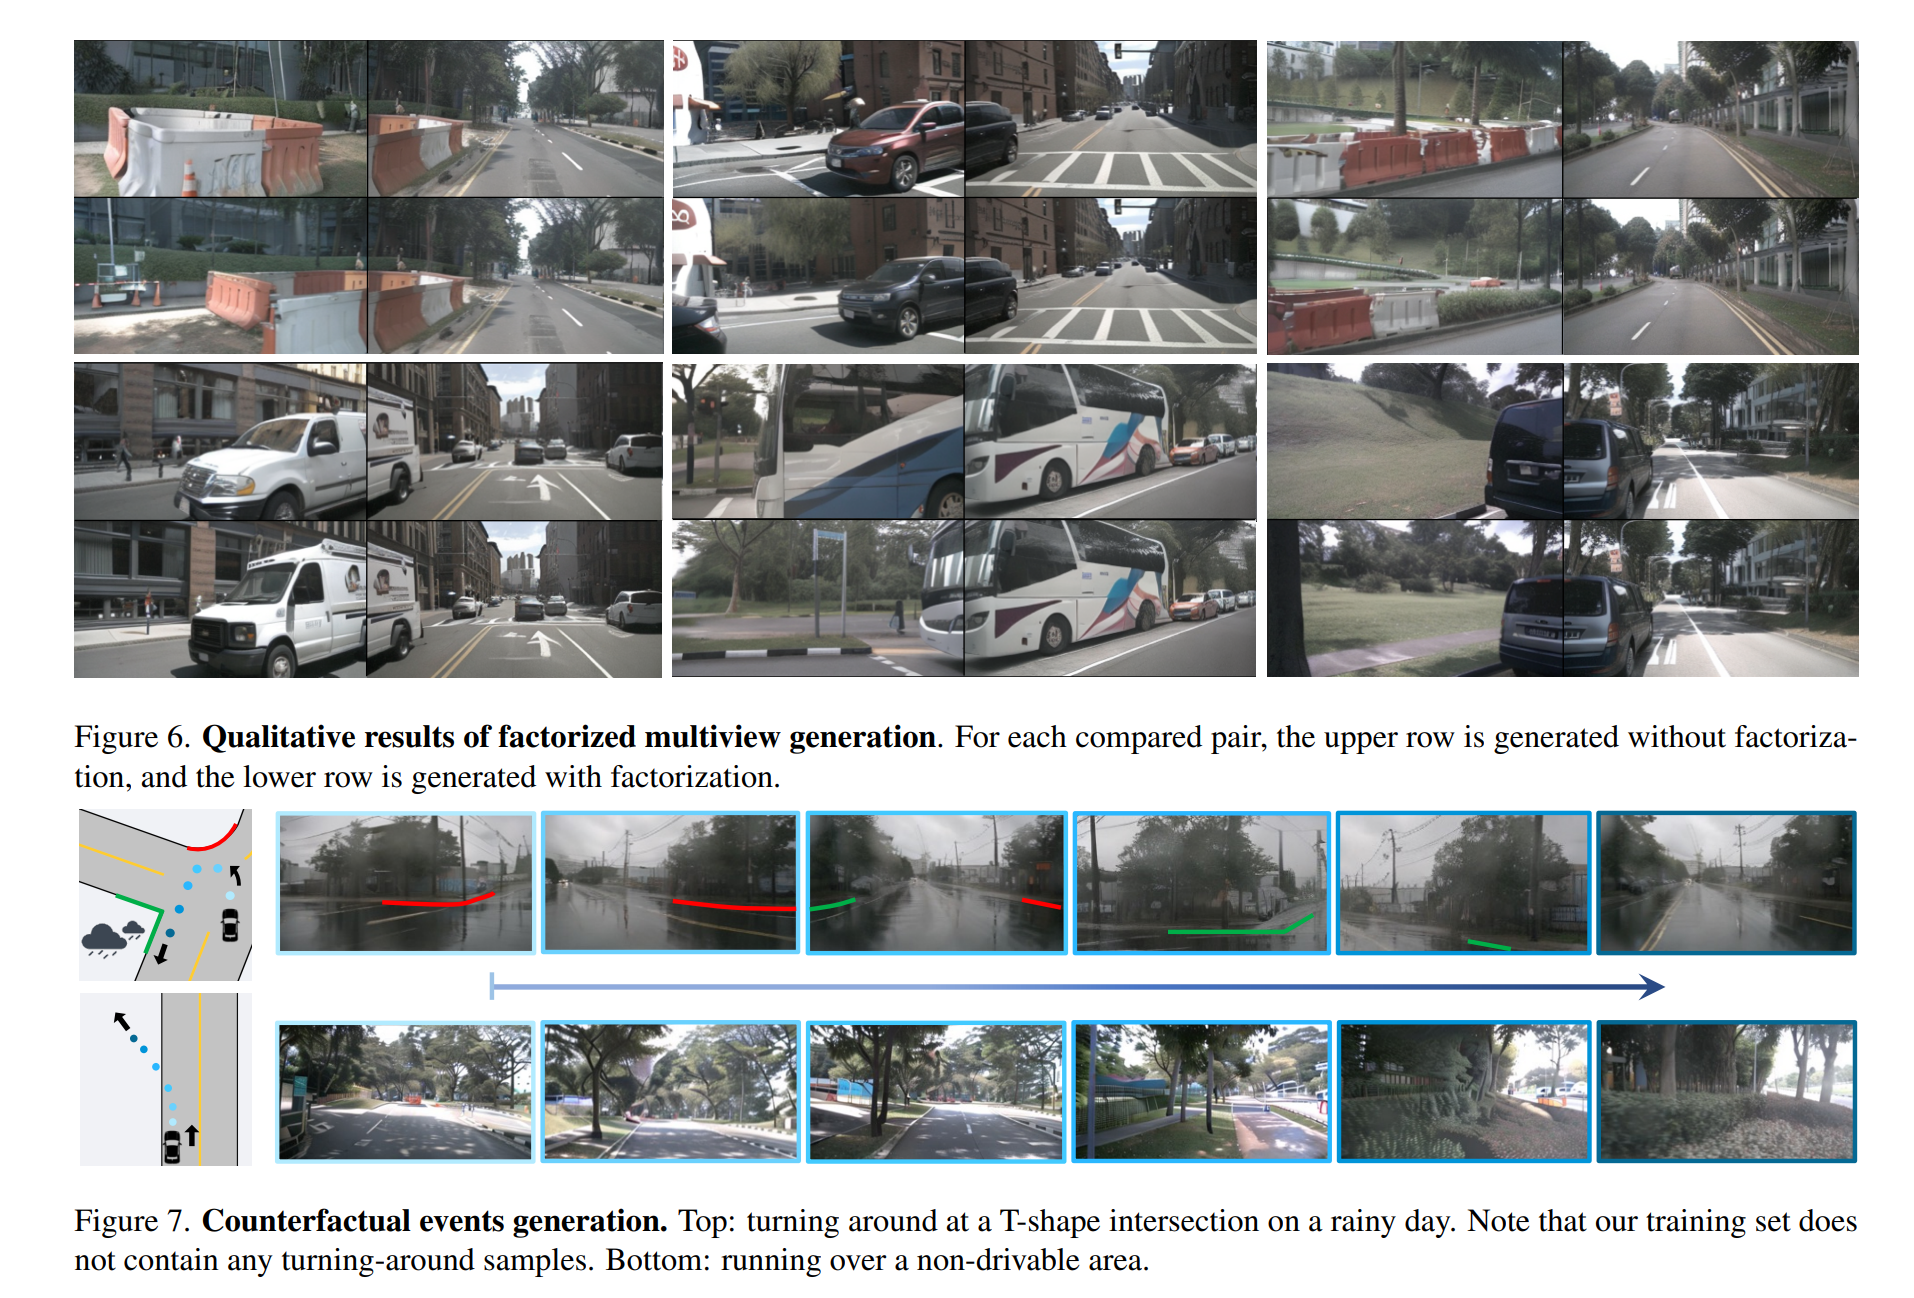 Figure 6. Qualitative results of factorized multiview generation. For each compared pair, the upper row is generated without factoriza-
tion, and the lower row is generated with factorization.
Figure 7. Counterfactual events generation. Top: turning around at a T-shape intersection on a rainy day. Note that our training set does
not contain any turning-around samples. Bottom: running over a non-drivable area.